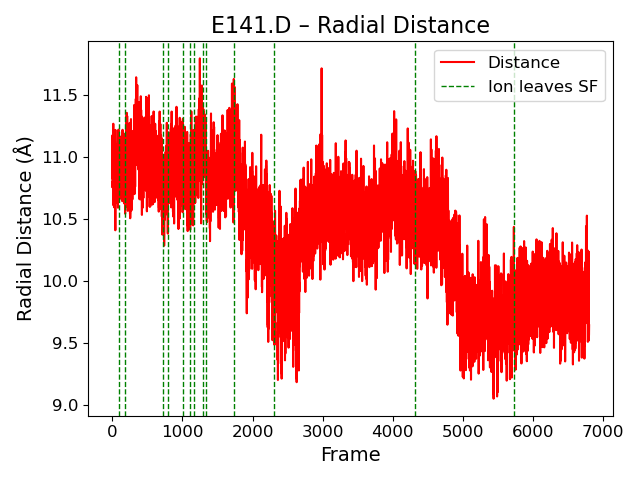 E141.D – Radial Distance
Distance
Ion leaves SF
Radial Distance (Å)
11.5
11.0
10.5
10.0
9.5
9.0
0 1000 2000 3000 4000 5000 6000 7000
Frame